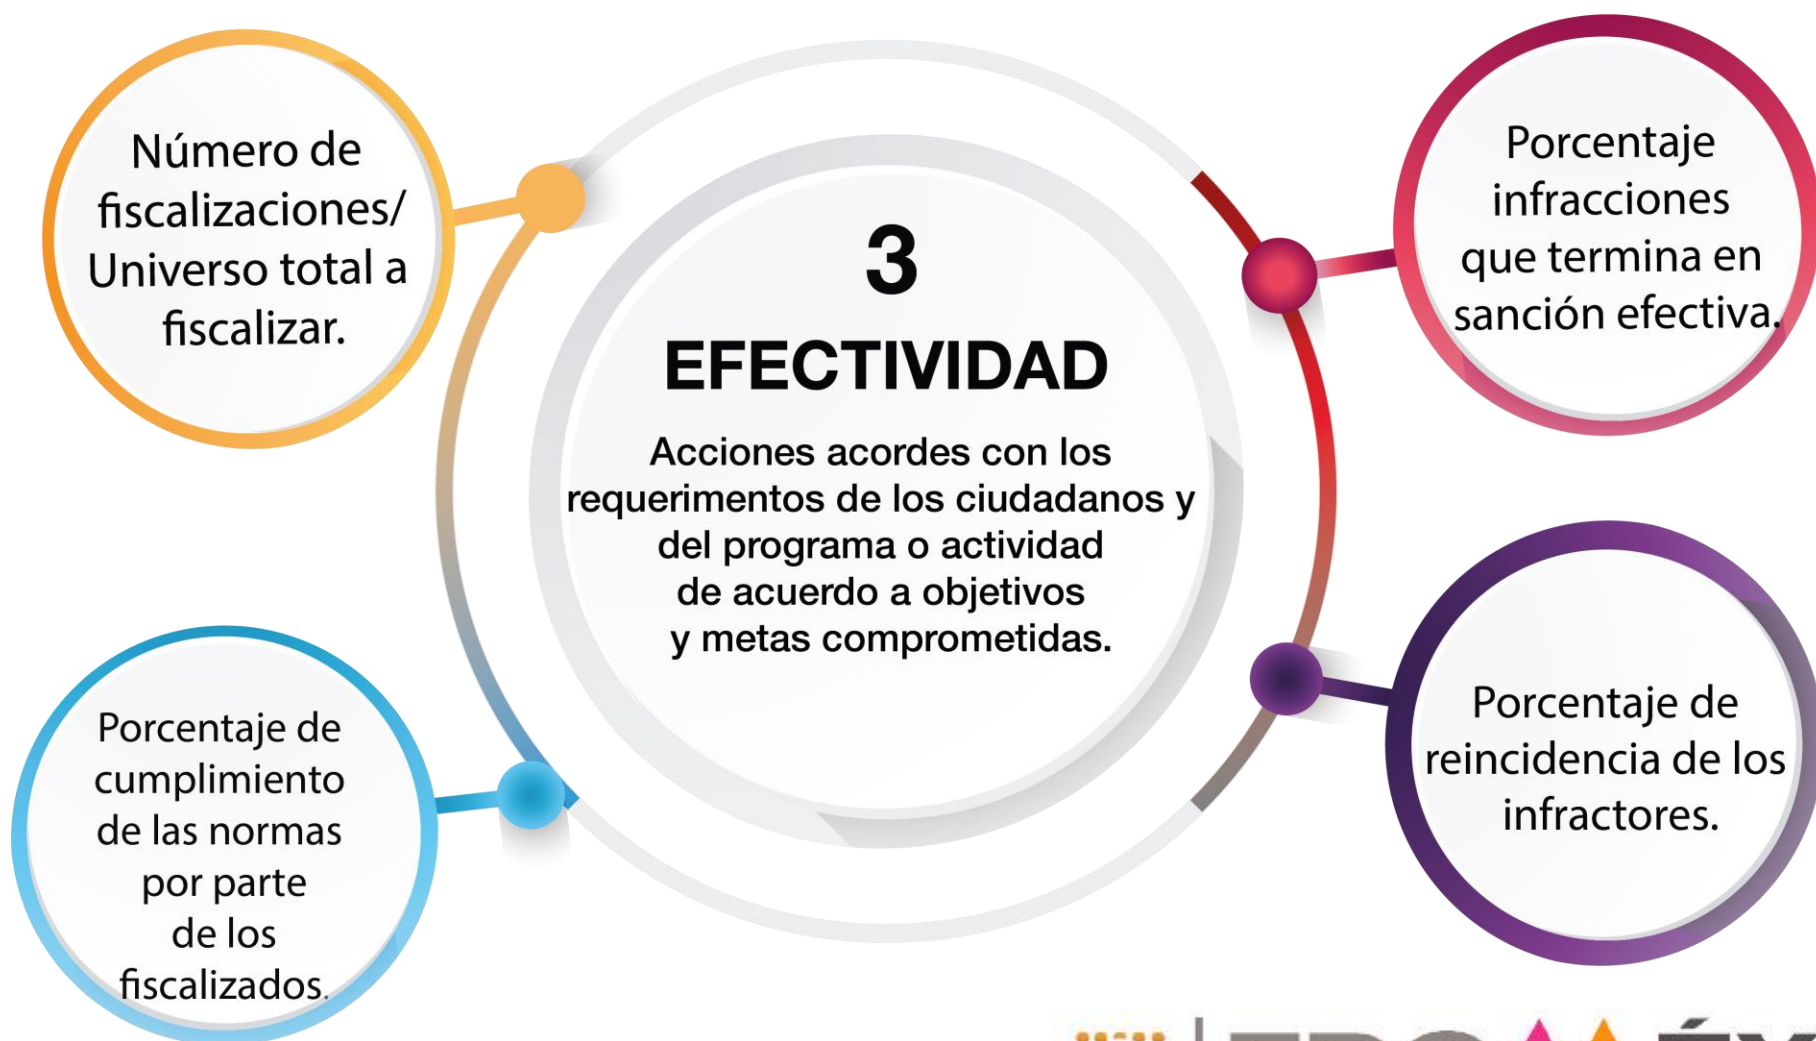 Número de
fiscalizaciones/
Universo total a
fiscalizar.
3
EFECTIVIDAD
Acciones acordes con los
requerimentos de los ciudadanos y
del programa o actividad
de acuerdo a objetivos
y metas comprometidas.
Porcentaje
infracciones
que termina en
sanción efectiva.
Porcentaje de
cumplimiento
de las normas
por parte
de los
fiscalizados.
Porcentaje de
reincidencia de los
infractores.